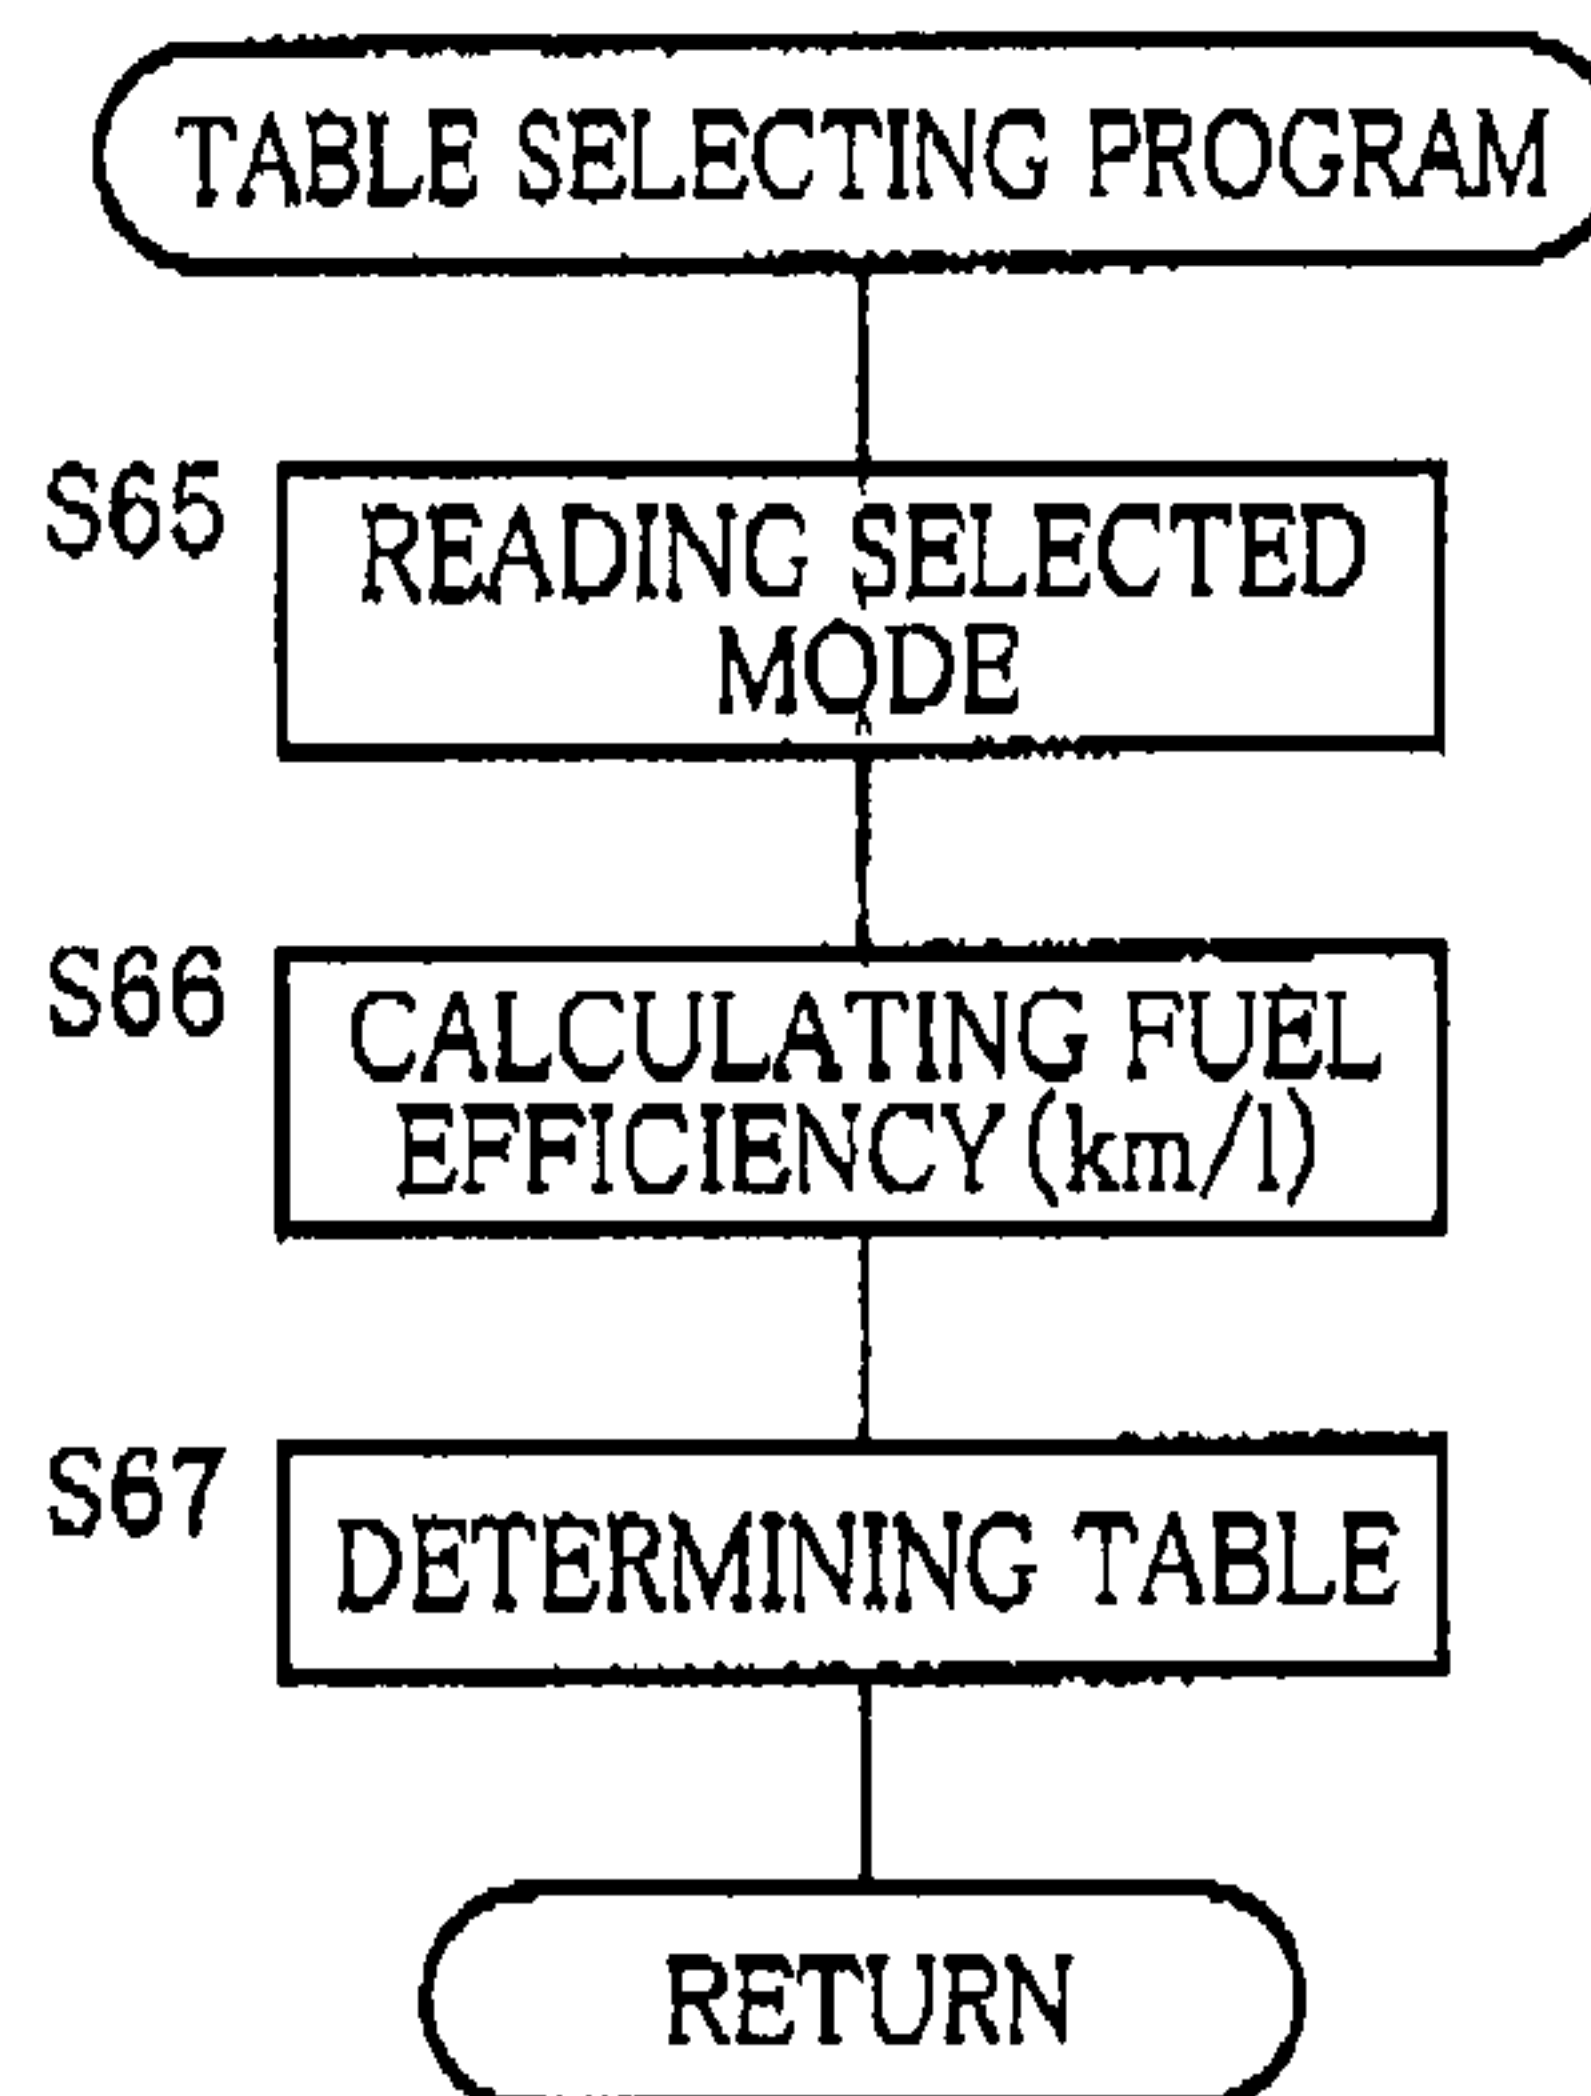 TABLE SELECTING PROGRAM
S65
READING SELECTED
MODE
S66
CALCULATING FUEL
EFFICIENCY(km/l)
S67
DETERMINING TABLE
RETURN